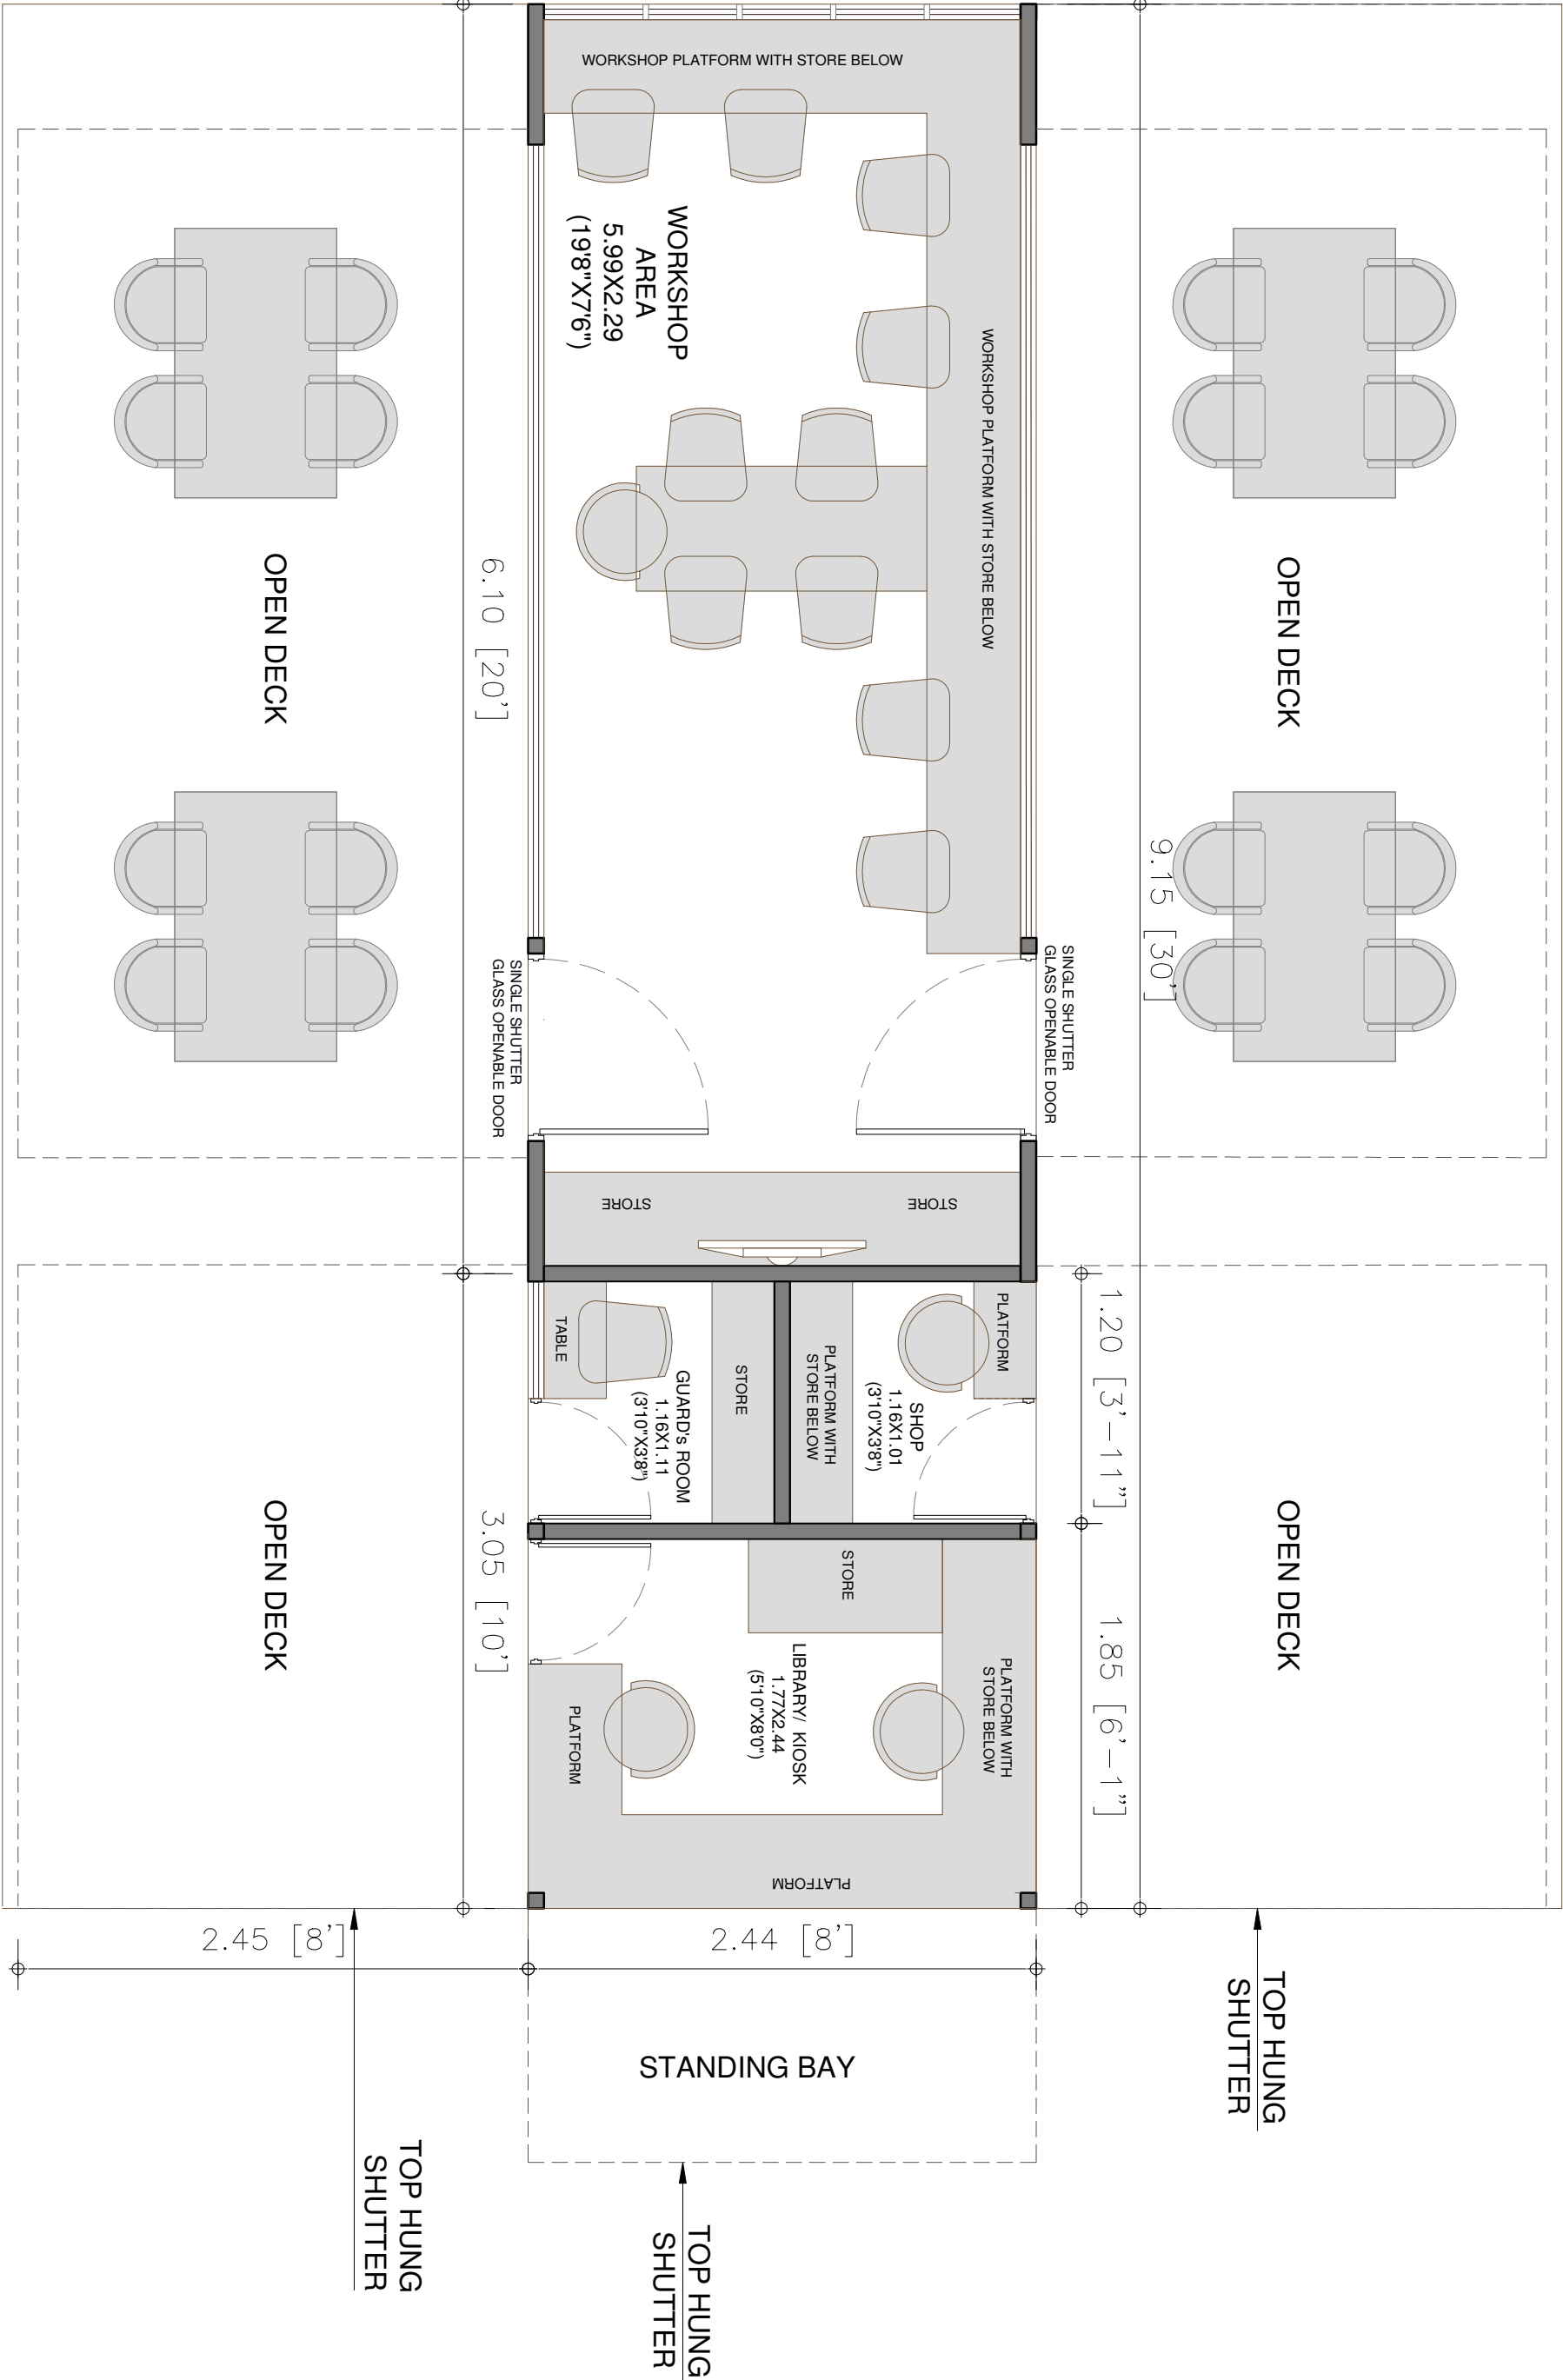 WORKSHOP PLATFORM WITH STORE BELOW
WORKSHOP PLATFORM WITH STORE BELOW
WORKSHOP
AREA
5.99X2.29
(19'8"X7'6")
OPEN DECK
OPEN DECK
6.10 [20']
9.15 [30']
SINGLE SHUTTER
GLASS OPENABLE DOOR
SINGLE SHUTTER
GLASS OPENABLE DOOR
STORE
STORE
TABLE
GUARD's ROOM
1.16X1.11
(3'10"X3'8")
STORE
PLATFORM WITH
STORE BELOW
SHOP
1.16X1.01
(3'10"X3'8")
PLATFORM
1.20 [3'-11"]
OPEN DECK
OPEN DECK
3.05 [10']
1.85 [6'-1"]
STORE
LIBRARY/ KIOSK
1.77X2.44
(5'10"X8'0")
PLATFORM WITH
STORE BELOW
PLATFORM
PLATFORM
2.45 [8']
2.44 [8']
STANDING BAY
TOP HUNG
SHUTTER
TOP HUNG
SHUTTER
TOP HUNG
SHUTTER